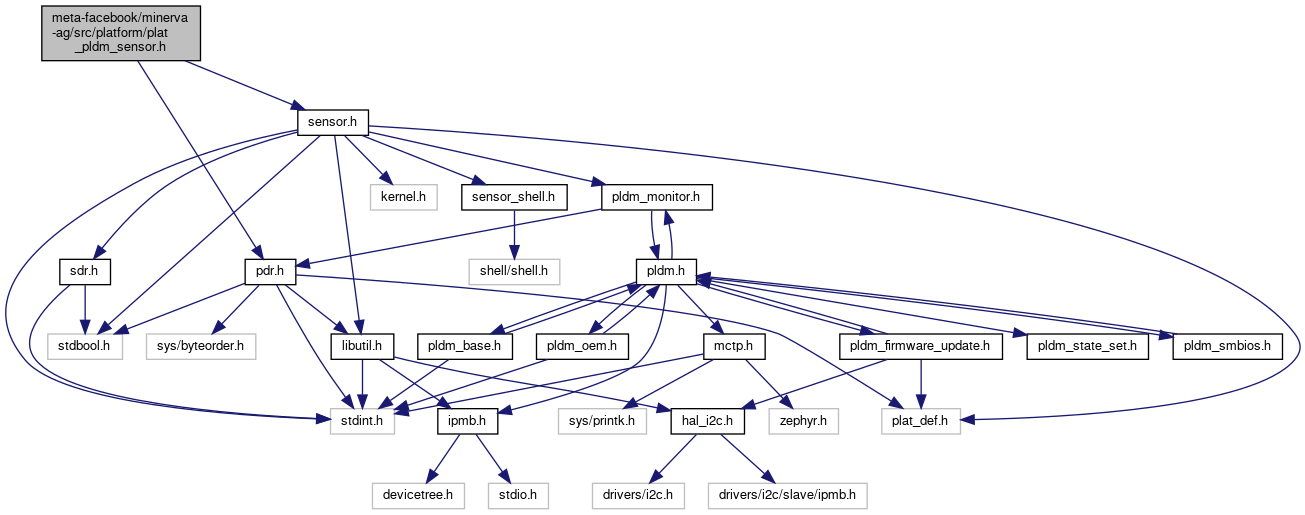 meta-facebook/minerva
-ag/src/platform/plat
_pldm_sensor.h
sensor.h
kernel.h
sensor_shell.h
pldm_monitor.h
sdr.h
pdr.h
shell/shell.h
pldm.h
stdbool.h
sys/byteorder.h
libutil.h
pldm_base.h
pldm_oem.h
mctp.h
pldm_firmware_update.h
pldm_state_set.h
pldm_smbios.h
stdint.h
ipmb.h
sys/printk.h
hal_i2c.h
zephyr.h
plat_def.h
devicetree.h
stdio.h
drivers/i2c.h
drivers/i2c/slave/ipmb.h